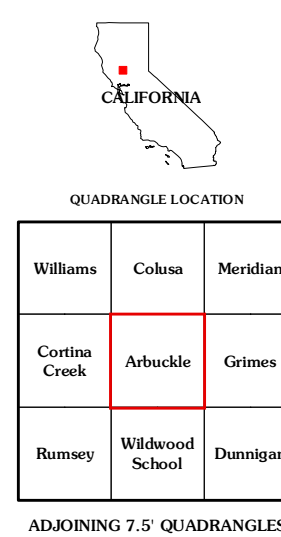 CALIFORNIA
QUADRANGLE LOCATION
Williams Colusa Meridian
Cortina
Creek Arbuckle Grimes
Rumsey Wildwood
School Dunnigan
ADJOINING 7.5' QUADRANGLES